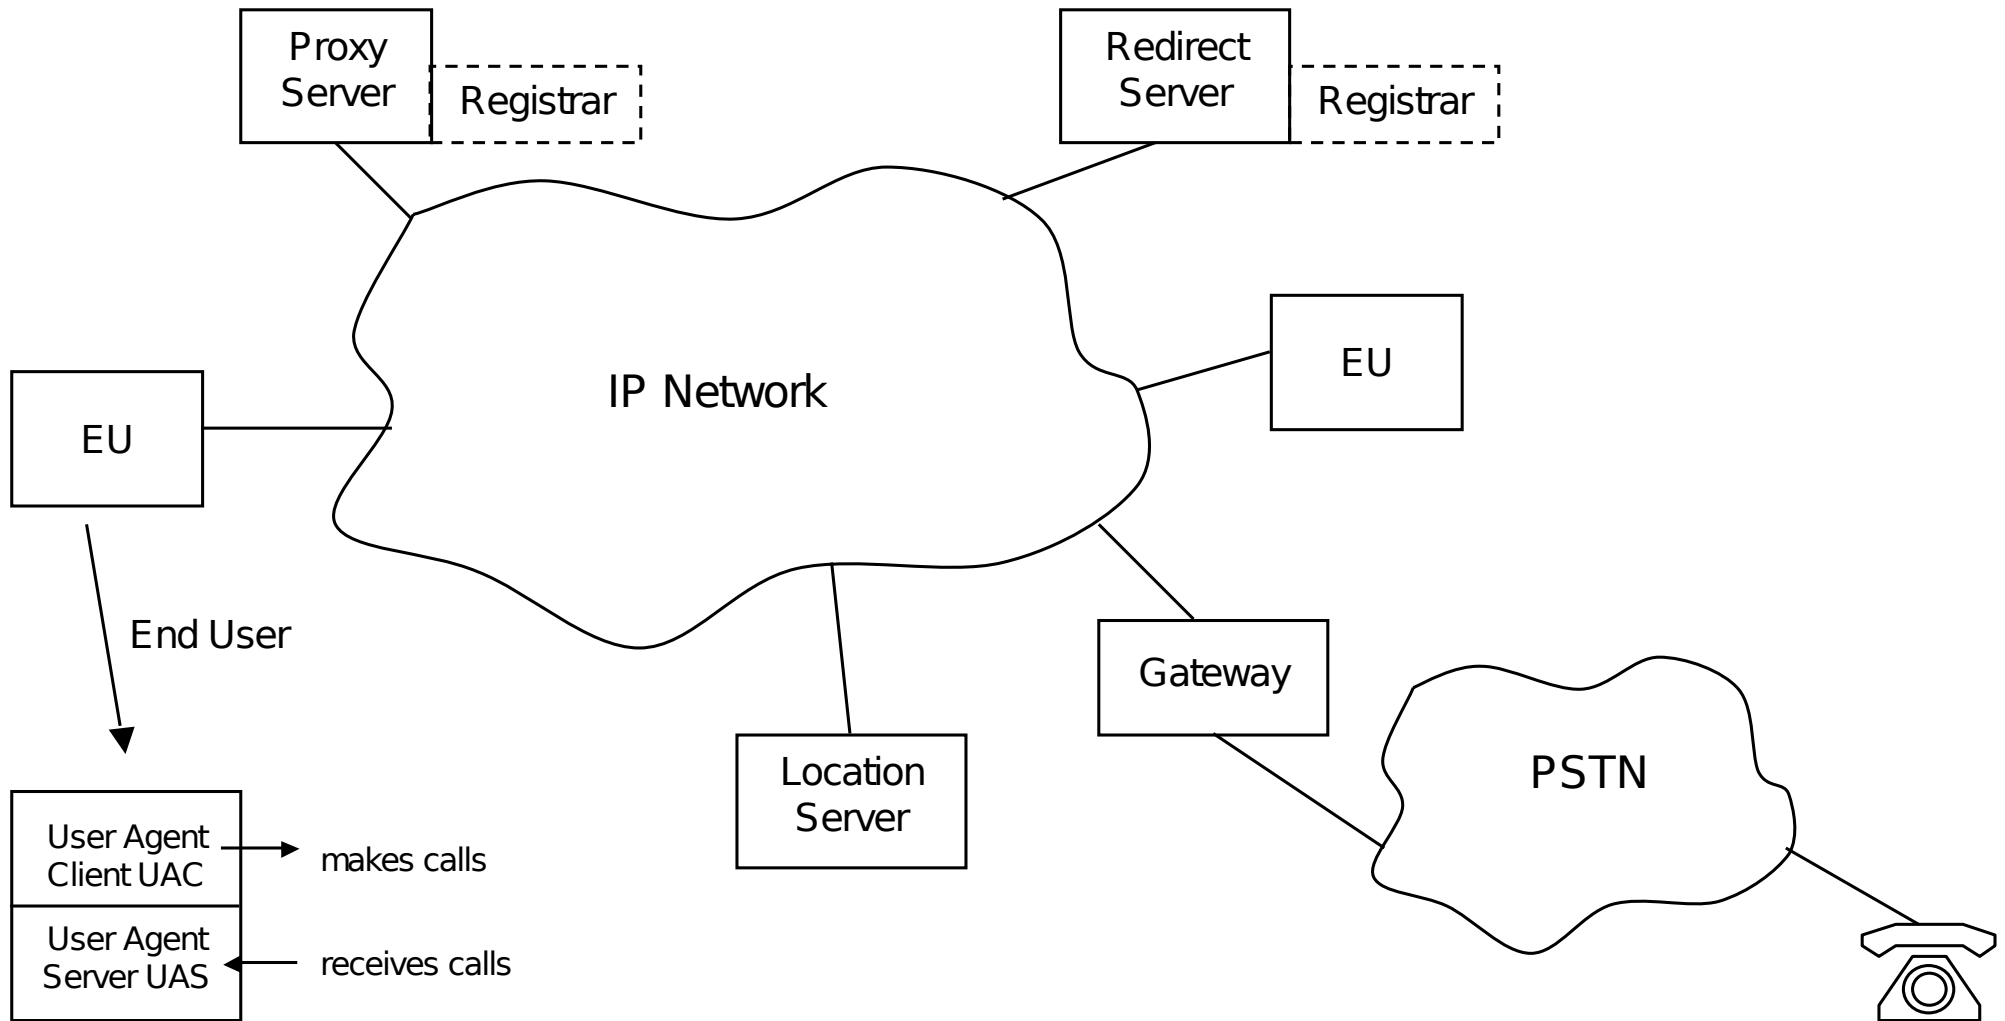 Proxy
Server
Registrar
Redirect
Server
Registrar
IP Network
EU
EU
End User
Gateway
PSTN
Location
Server
User Agent
Client UAC
makes calls
User Agent
Server UAS
receives calls